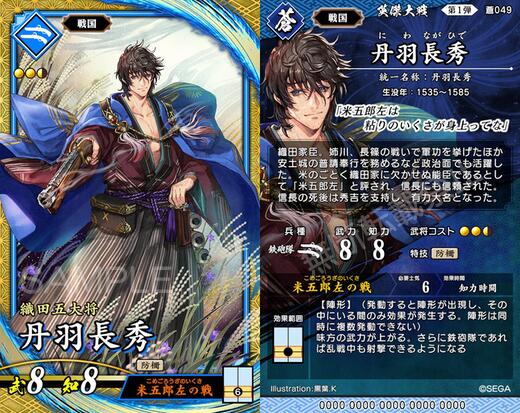 戦国
SAMPLE
織田五大将
丹羽長秀
防柵
武8 知8
こめごろうざのいくさ
米五郎左の戦
6
蒼
戦国
英傑大戦
第1弾
蒼049
にわ ながひで
丹羽長秀
統一名称:丹羽長秀
生没年:1535~1585
「米五郎左は
粘りのいくさが身上ってな」
織田家臣。姉川、長篠の戦いで軍功を挙げたほか
安土城の普請奉行を務めるなど政治面でも活躍し
た。米のごとく織田家に欠かせぬ能臣であるとし
て「米五郎左」と評され、信長にも信頼された。
信長の死後は秀吉を支持し、有力大名となった。
兵種 武力 知力 武将コスト
鉄砲隊 8 8 特技 防柵
こめごろうざのいくさ 必要士気 効果時間
米五郎左の戦 6 知力時間
効果範囲
【陣形】(発動すると陣形が出現し、その
中にいる間のみ効果が発生する。陣形は同
時に複数発動できない)
味方の武力が上がる。さらに鉄砲隊であれ
ば乱戦中も射撃できるようになる
Illustration:黒葉.K
©SEGA
0000 0000 0000 0000 0000